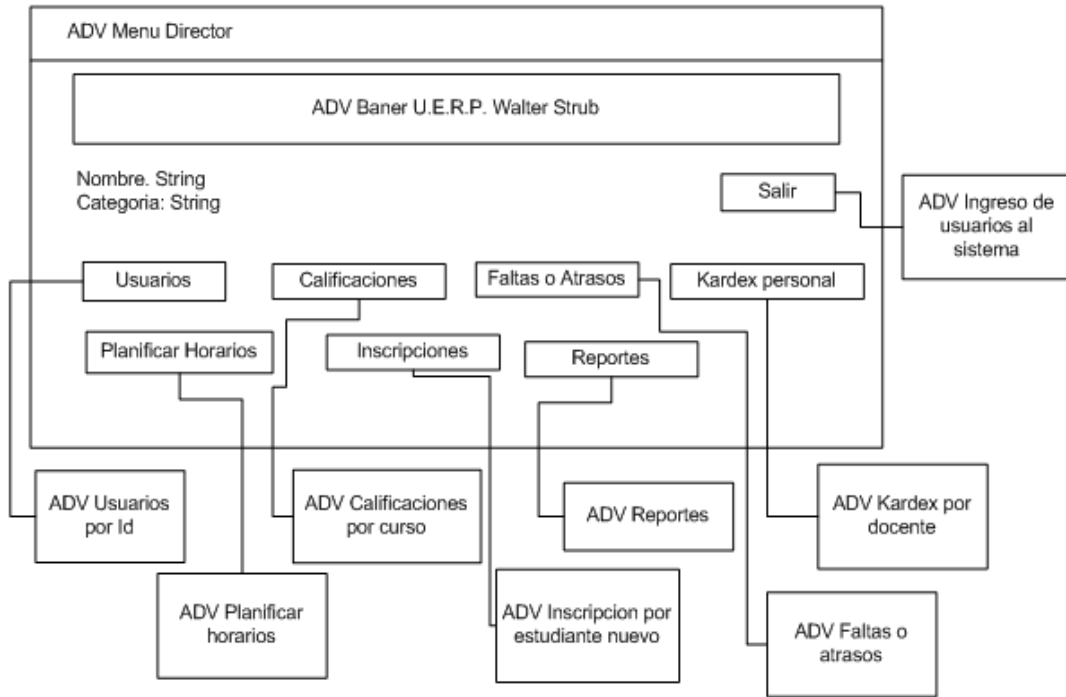 ADV Menu Director
ADV Baner U.E.R.P. Walter Strub
Nombre. String
Categoria: String
Salir
ADV Ingreso de
usuarios al
sistema
Usuarios
Calificaciones
Faltas o Atrasos
Kardex personal
Planificar Horarios
Inscripciones
Reportes
ADV Usuarios
por Id
ADV Calificaciones
por curso
ADV Reportes
ADV Kardex por
docente
ADV Planificar
horarios
ADV Inscripcion por
estudiante nuevo
ADV Faltas o
atrasos